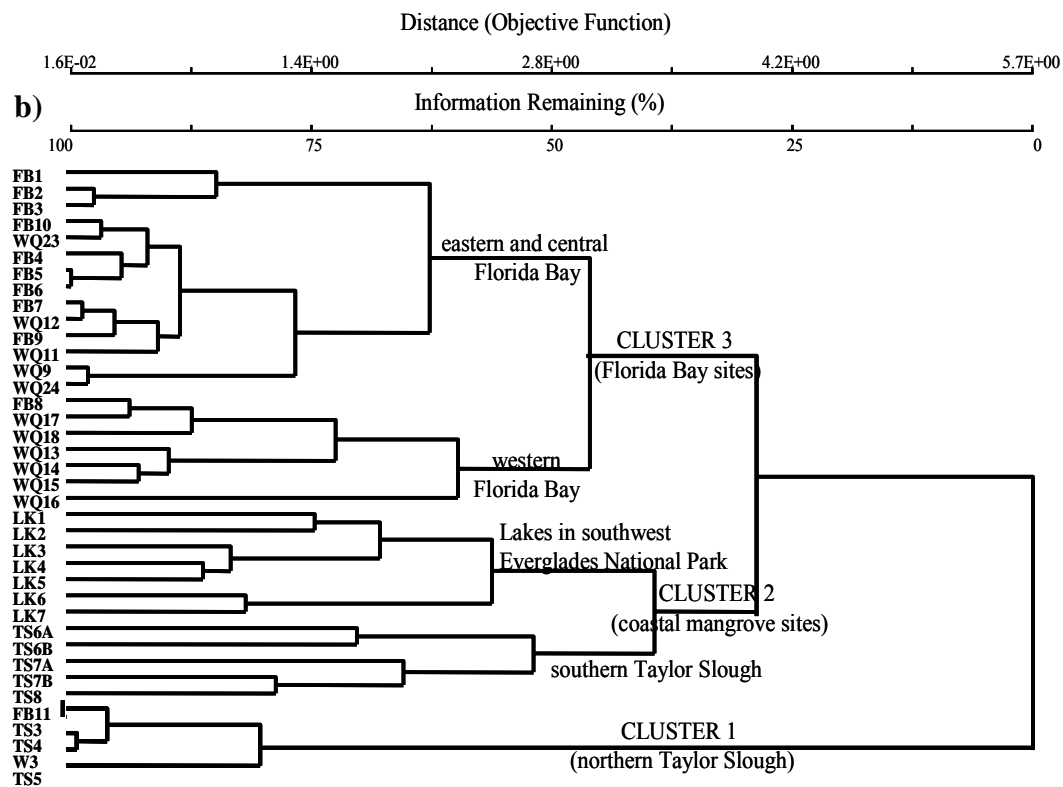 Distance (Objective Function)
1.6E-02 1.4E+00 2.8E+00 4.2E+00 5.7E+00
b)
Information Remaining (%)
100 75 50 25 0
FB1
FB2
FB3
FB10
WQ23
FB4
FB5
FB6
FB7
WQ12
FB9
WQ11
WQ9
WQ24
FB8
WQ17
WQ18
WQ13
WQ14
WQ15
WQ16
LK1
LK2
LK3
LK4
LK5
LK6
LK7
TS6A
TS6B
TS7A
TS7B
TS8
FB11
TS3
TS4
W3
TS5
eastern and central
Florida Bay
CLUSTER 3
(Florida Bay sites)
western
Florida Bay
Lakes in southwest
Everglades National Park
CLUSTER 2
(coastal mangrove sites)
southern Taylor Slough
CLUSTER 1
(northern Taylor Slough)